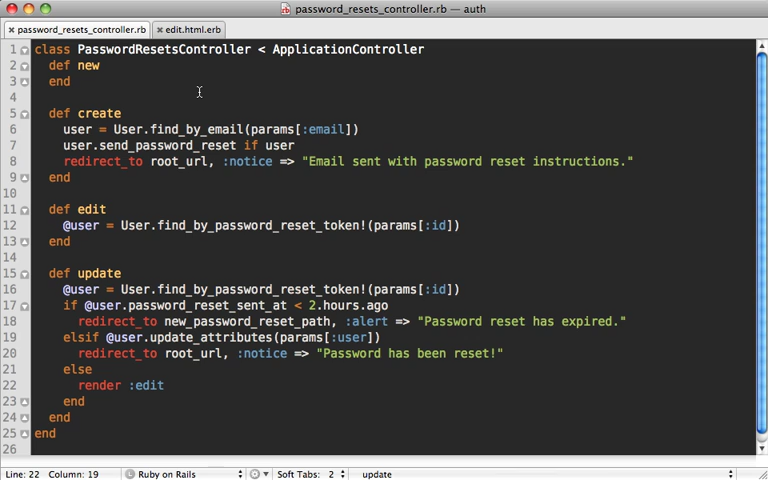 password_resets_controller.rb — auth
password_resets_controller.rb
edit.html.erb
1 class PasswordResetsController < ApplicationController
2   def new
3   end
4
5   def create
6     user = User.find_by_email(params[:email])
7     user.send_password_reset if user
8     redirect_to root_url, :notice => "Email sent with password reset instructions."
9   end
10
11   def edit
12     @user = User.find_by_password_reset_token!(params[:id])
13   end
14
15   def update
16     @user = User.find_by_password_reset_token!(params[:id])
17     if @user.password_reset_sent_at < 2.hours.ago
18       redirect_to new_password_reset_path, :alert => "Password reset has expired."
19     elsif @user.update_attributes(params[:user])
20       redirect_to root_url, :notice => "Password has been reset!"
21     else
22       render :edit
23     end
24   end
25 end
26
Line: 22 Column: 19 Ruby on Rails Soft Tabs: 2 update